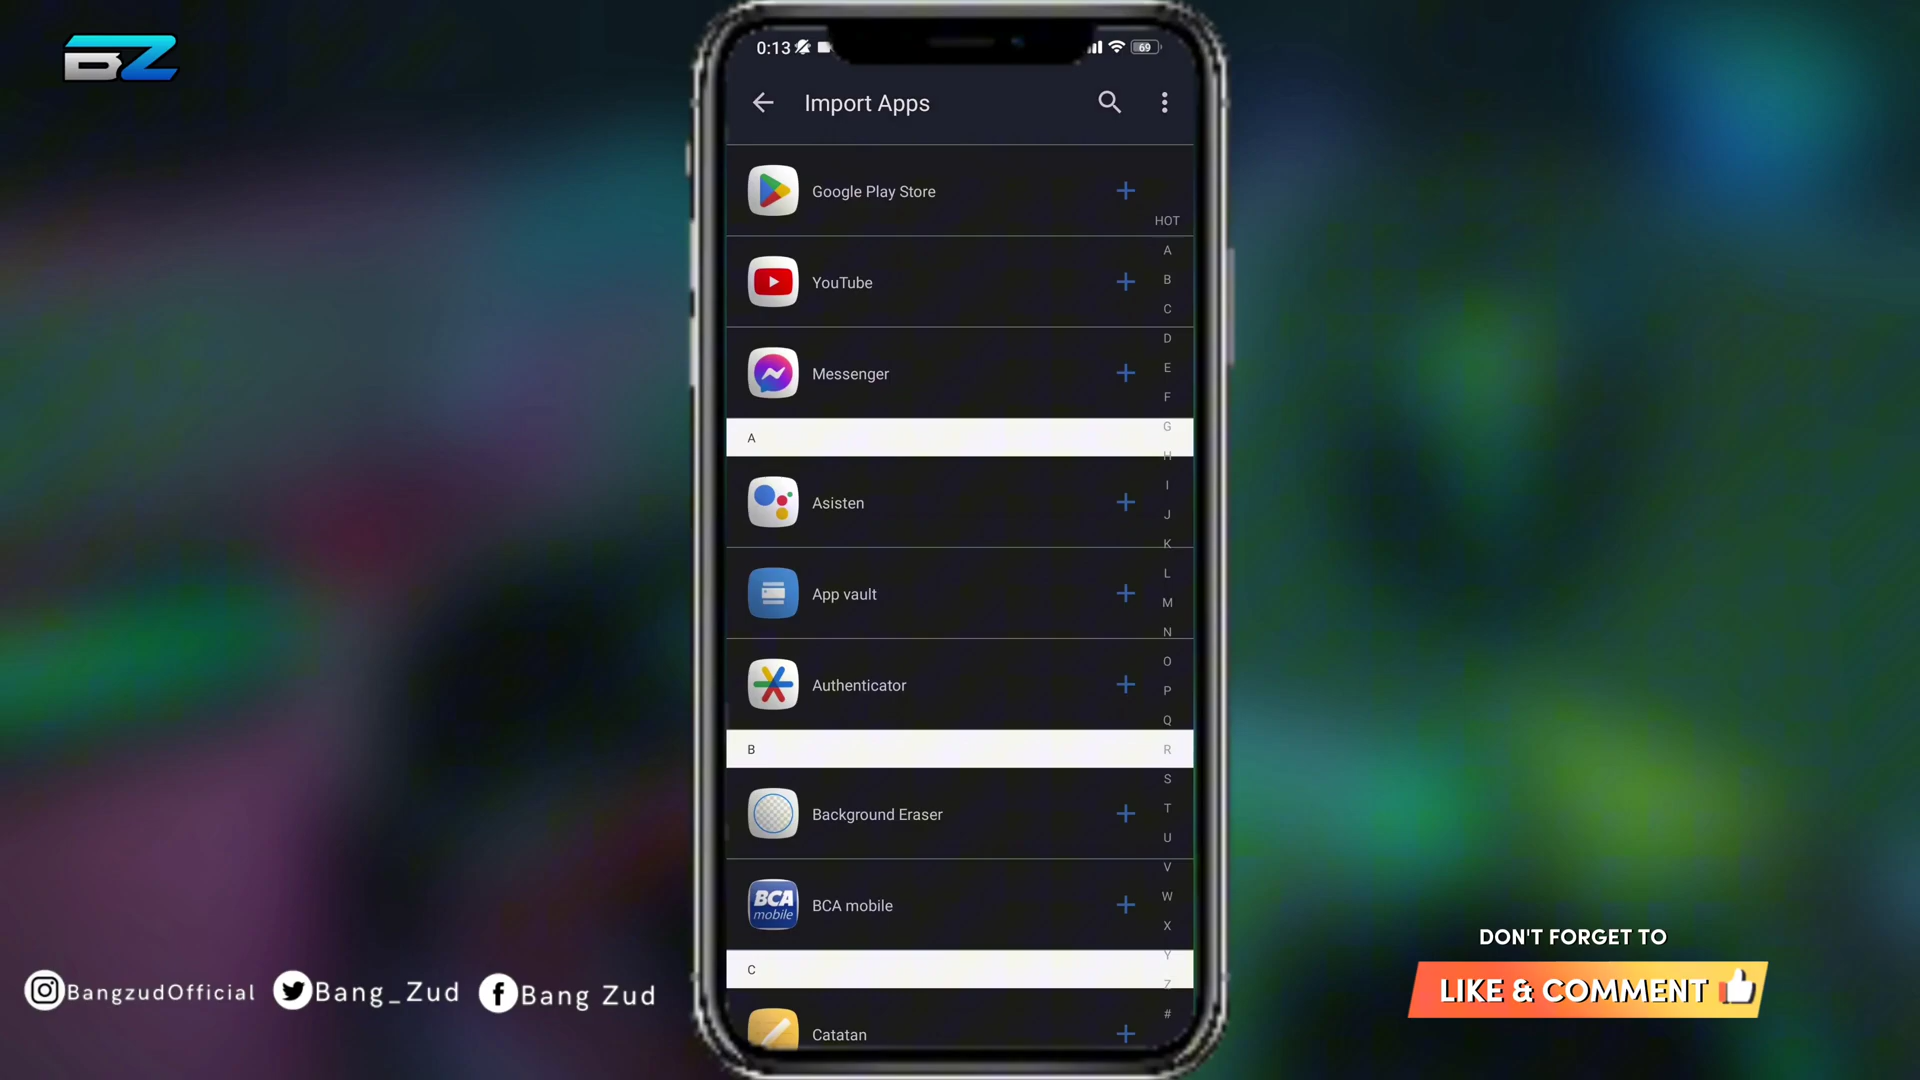 BZ
0:13
69
Import Apps
Google Play Store
HOT
A
B
C
YouTube
D
E
F
Messenger
G
A
H
I
J
K
Asisten
L
M
N
App vault
O
P
Q
Authenticator
R
B
S
T
U
Background Eraser
V
W
X
BCA
mobile
BCA mobile
Y
Z
C
#
Catatan
BangzudOfficial
Bang_Zud
Bang Zud
DON'T FORGET TO
LIKE & COMMENT